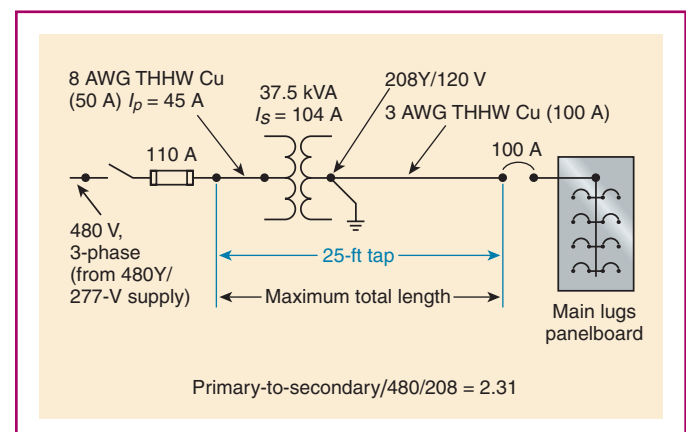 8 AWG THHW Cu
(50 A) Ip = 45 A
37.5 kVA
IS = 104 A
208Y/120 V
3 AWG THHW Cu (100 A)
110 A
100 A
480 V,
3-phase
(from 480Y/
277-V supply)
25-ft tap
Maximum total length
Main lugs
panelboard
Primary-to-secondary/480/208 = 2.31